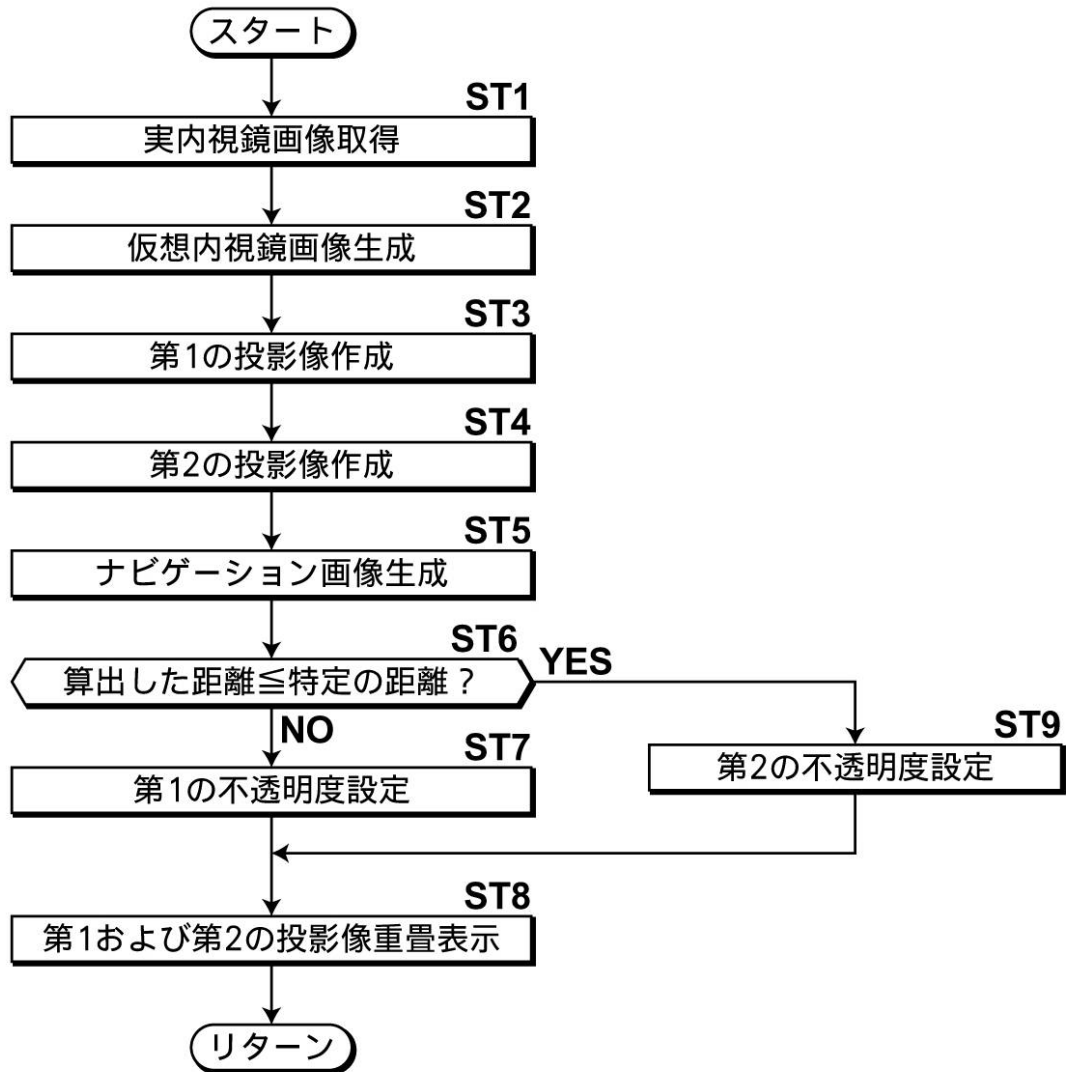 スタート
ST1
実内視鏡画像取得
ST2
仮想内視鏡画像生成
ST3
第1の投影像作成
ST4
第2の投影像作成
ST5
ナビゲーション画像生成
ST6
算出した距離≦特定の距離？
YES
NO
ST7
第1の不透明度設定
ST9
第2の不透明度設定
ST8
第1および第2の投影像重畳表示
リターン